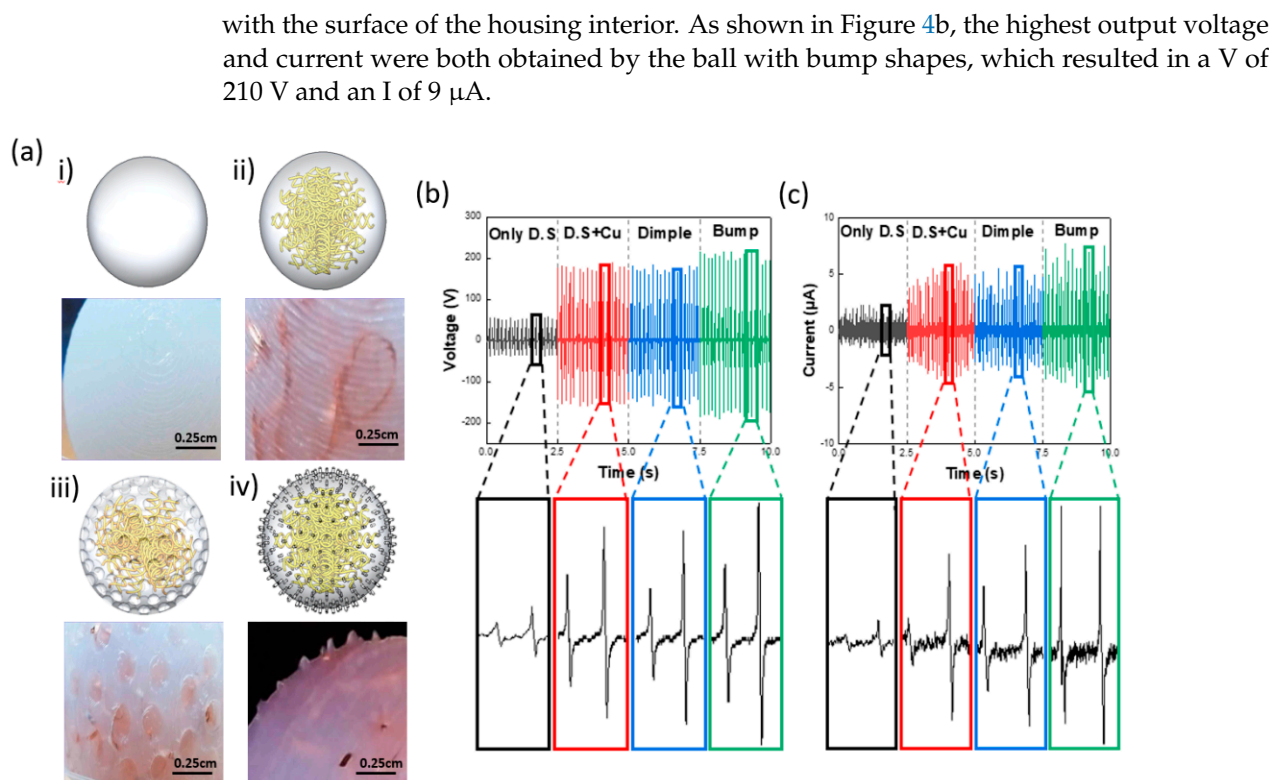 with the surface of the housing interior. As shown in Figure 4b, the highest output voltage
and current were both obtained by the ball with bump shapes, which resulted in a V of
210 V and an I of 9 μA.
(a)
i)
ii)
0.25cm
0.25cm
iii)
iv)
0.25cm
0.25cm
(b)
Voltage (V)
300
200
100
0
-100
-200
Only D.S
D.S+Cu
Dimple
Bump
0.0
2.5
5.0
7.5
10.0
Time (s)
(c)
Current (μA)
10
5
0
-5
-10
Only D.S
D.S+Cu
Dimple
Bump
0.0
2.5
5.0
7.5
10.0
Time (s)